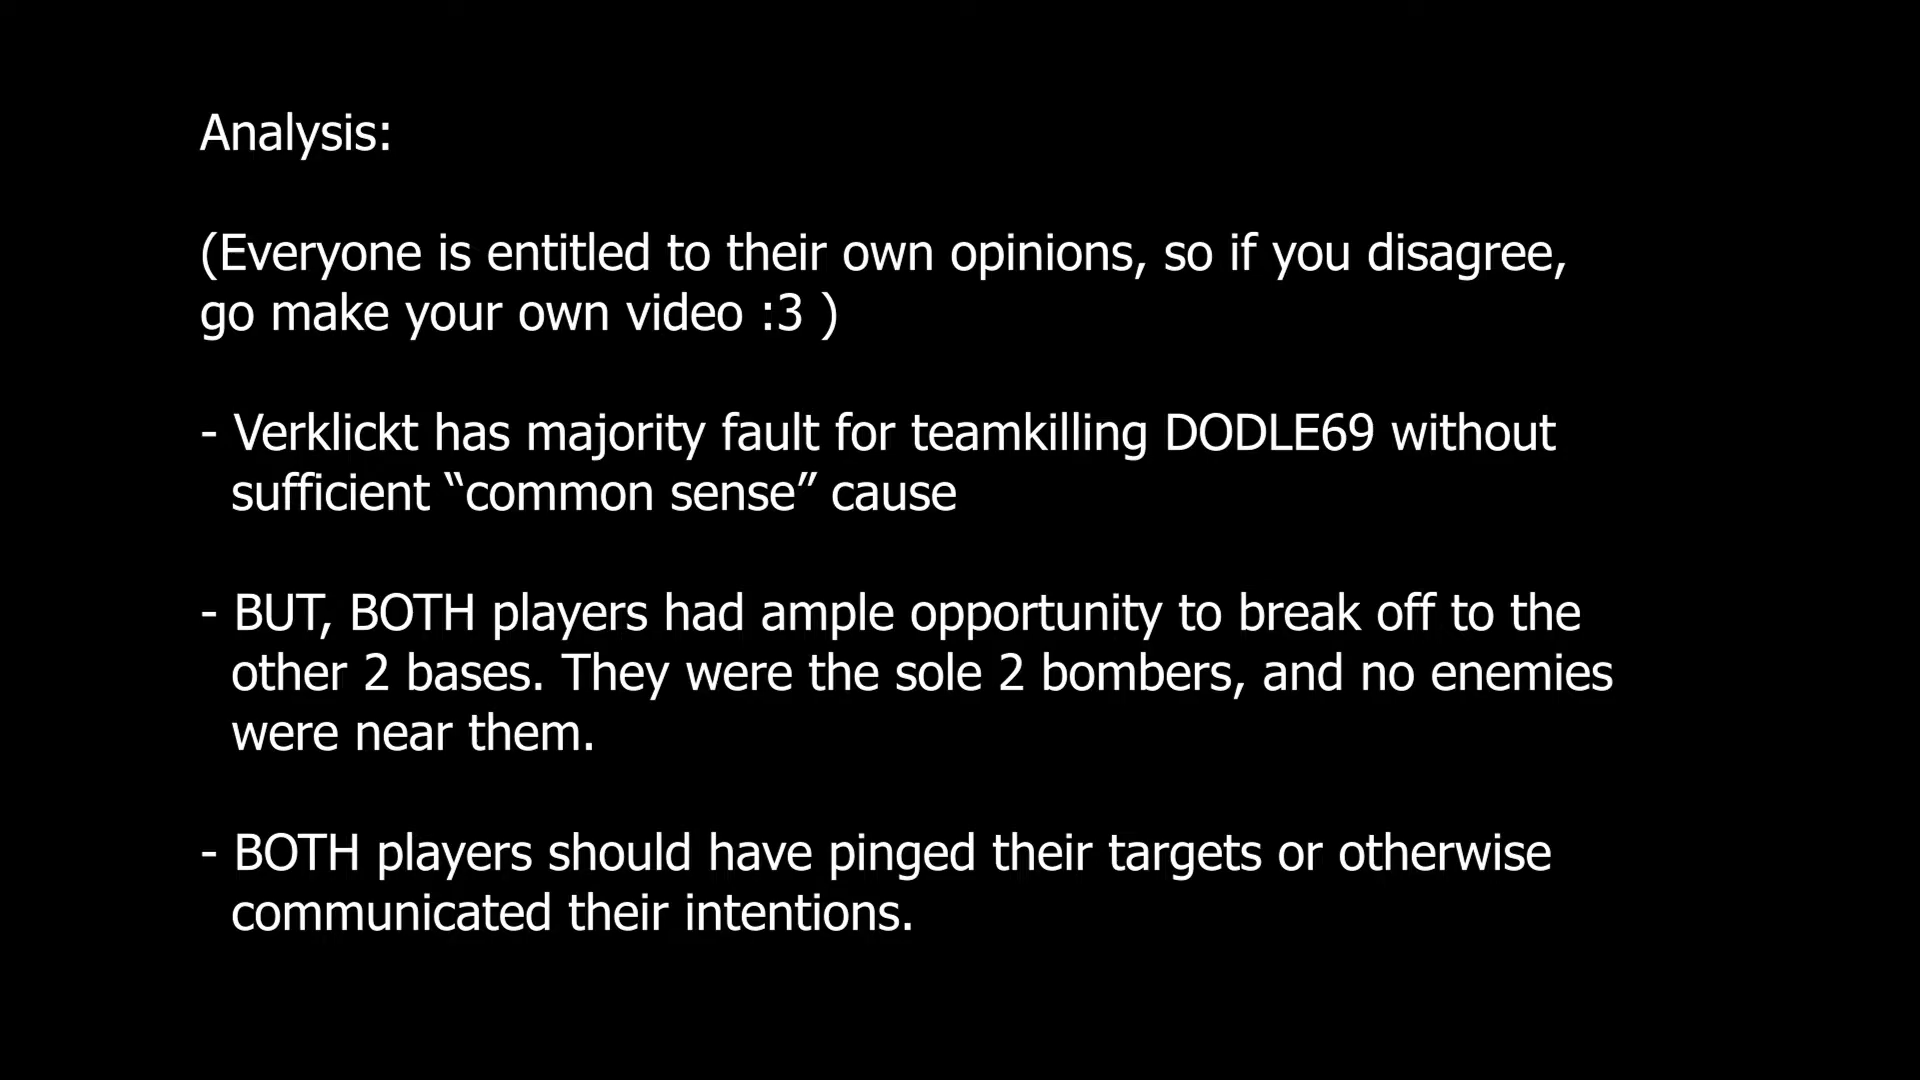 Analysis:
(Everyone is entitled to their own opinions, so if you disagree,
go make your own video :3 )
- Verklickt has majority fault for teamkilling DODLE69 without
sufficient “common sense” cause
- BUT, BOTH players had ample opportunity to break off to the
other 2 bases. They were the sole 2 bombers, and no enemies
were near them.
- BOTH players should have pinged their targets or otherwise
communicated their intentions.